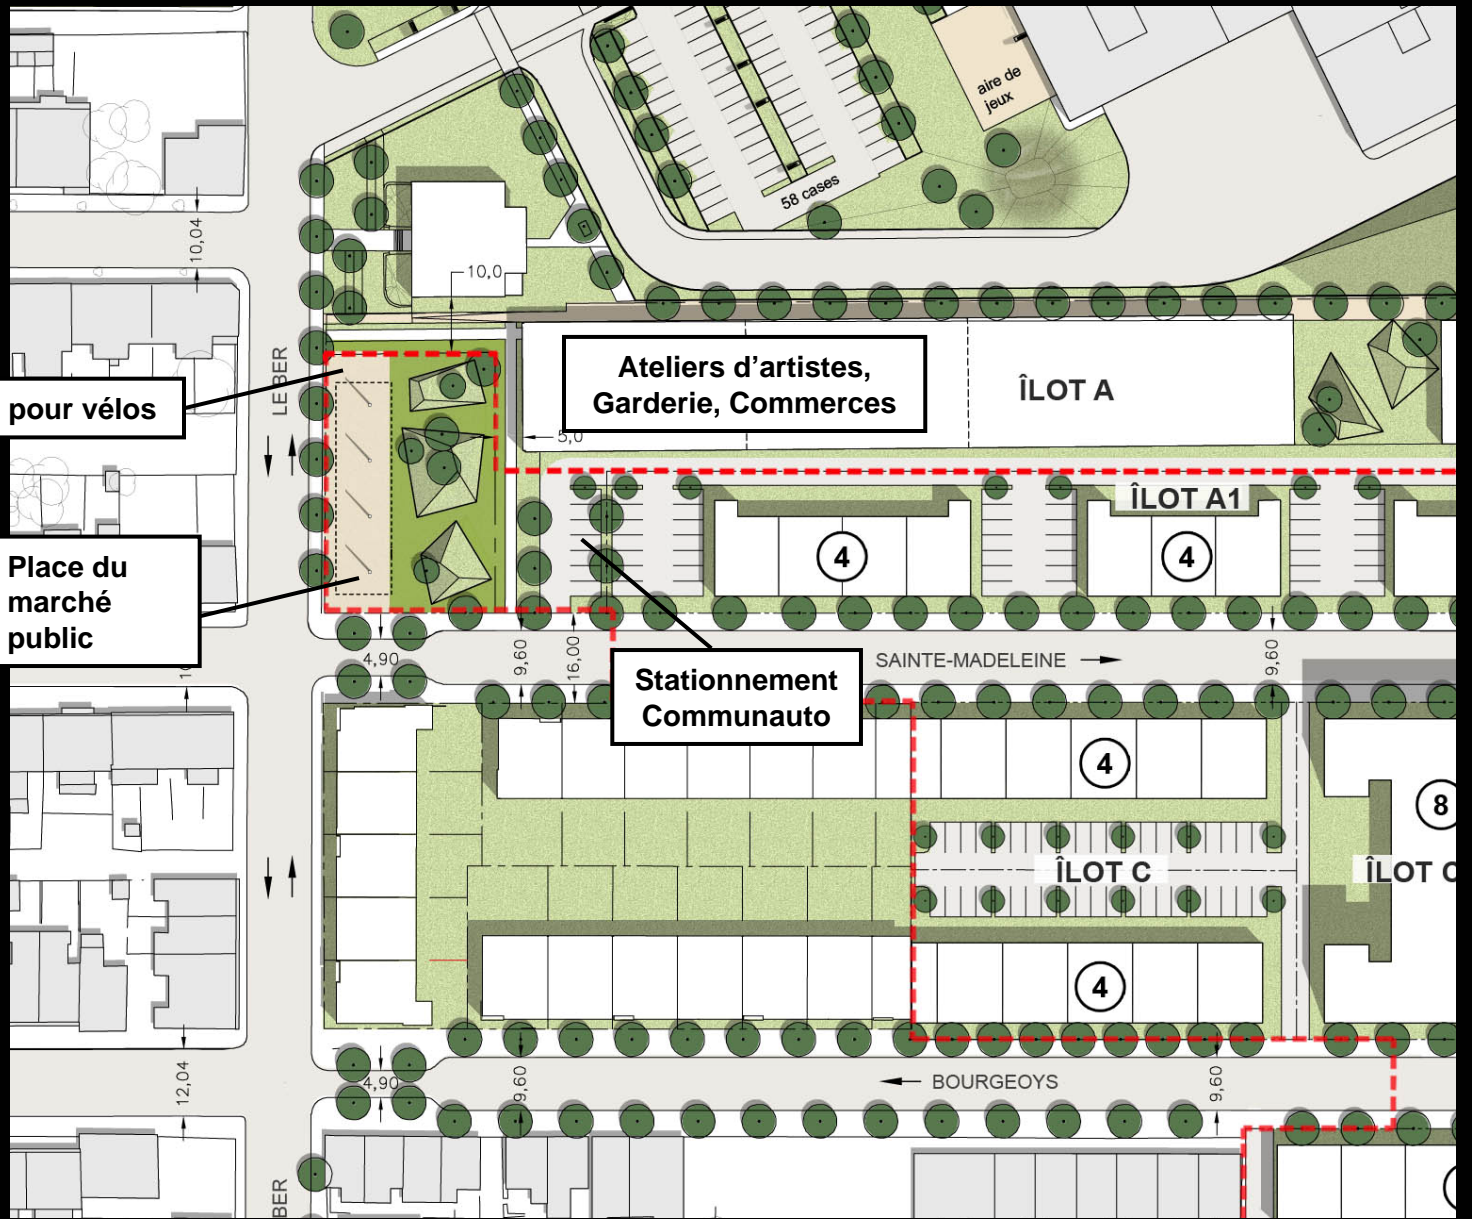 aire de
jeux
58 cases
10,04
10,0
LE BER
Ateliers d'artistes,
Garderie, Commerces
ÎLOT A
pour vélos
5,0
ÎLOT A1
4
4
Place du
marché
public
4,90
9,60
16,00
SAINTE-MADELEINE
9,60
Stationnement
Communauto
4
8
ÎLOT C
ÎLOT C
4
12,04
4,90
9,60
BOURGEOYS
9,60
BER